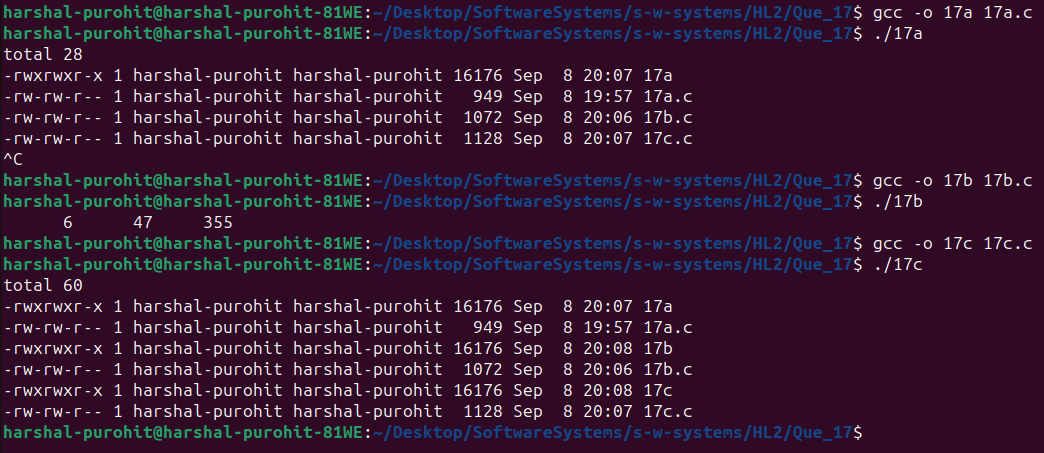 harshal-purohit@harshal-purohit-81WE:~/Desktop/SoftwareSystems/s-w-systems/HL2/Que_17$ gcc -o 17a 17a.c
harshal-purohit@harshal-purohit-81WE:~/Desktop/SoftwareSystems/s-w-systems/HL2/Que_17$ ./17a
total 28
-rwxrwxr-x 1 harshal-purohit harshal-purohit 16176 Sep  8 20:07 17a
-rw-rw-r-- 1 harshal-purohit harshal-purohit   949 Sep  8 19:57 17a.c
-rw-rw-r-- 1 harshal-purohit harshal-purohit  1072 Sep  8 20:06 17b.c
-rw-rw-r-- 1 harshal-purohit harshal-purohit  1128 Sep  8 20:07 17c.c
^C
harshal-purohit@harshal-purohit-81WE:~/Desktop/SoftwareSystems/s-w-systems/HL2/Que_17$ gcc -o 17b 17b.c
harshal-purohit@harshal-purohit-81WE:~/Desktop/SoftwareSystems/s-w-systems/HL2/Que_17$ ./17b
      6      47     355
harshal-purohit@harshal-purohit-81WE:~/Desktop/SoftwareSystems/s-w-systems/HL2/Que_17$ gcc -o 17c 17c.c
harshal-purohit@harshal-purohit-81WE:~/Desktop/SoftwareSystems/s-w-systems/HL2/Que_17$ ./17c
total 60
-rwxrwxr-x 1 harshal-purohit harshal-purohit 16176 Sep  8 20:07 17a
-rw-rw-r-- 1 harshal-purohit harshal-purohit   949 Sep  8 19:57 17a.c
-rwxrwxr-x 1 harshal-purohit harshal-purohit 16176 Sep  8 20:08 17b
-rw-rw-r-- 1 harshal-purohit harshal-purohit  1072 Sep  8 20:06 17b.c
-rwxrwxr-x 1 harshal-purohit harshal-purohit 16176 Sep  8 20:08 17c
-rw-rw-r-- 1 harshal-purohit harshal-purohit  1128 Sep  8 20:07 17c.c
harshal-purohit@harshal-purohit-81WE:~/Desktop/SoftwareSystems/s-w-systems/HL2/Que_17$